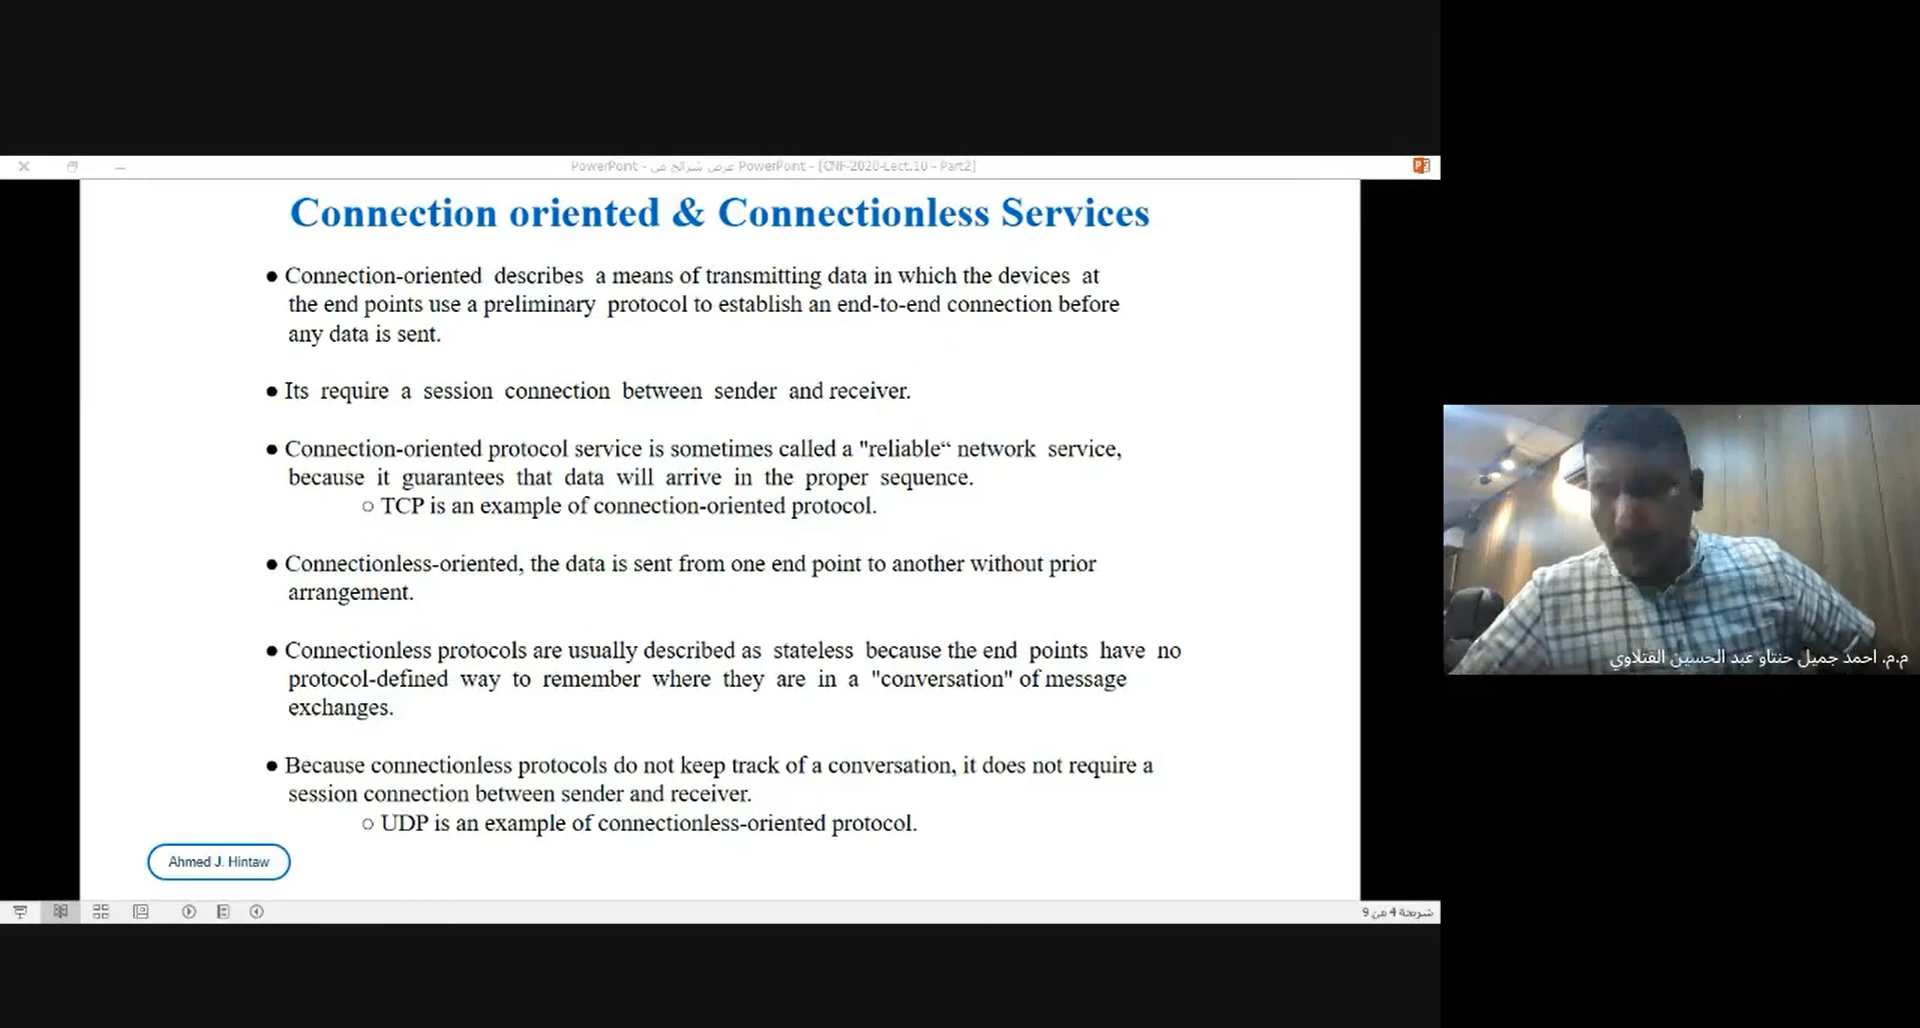 PowerPoint - عرض شرائح من PowerPoint - [CNF-2020-Lect.10 - Part2]
Connection oriented & Connectionless Services
● Connection-oriented describes a means of transmitting data in which the devices at
the end points use a preliminary protocol to establish an end-to-end connection before
any data is sent.
● Its require a session connection between sender and receiver.
● Connection-oriented protocol service is sometimes called a "reliable“ network service,
because it guarantees that data will arrive in the proper sequence.
○ TCP is an example of connection-oriented protocol.
● Connectionless-oriented, the data is sent from one end point to another without prior
arrangement.
● Connectionless protocols are usually described as stateless because the end points have no
protocol-defined way to remember where they are in a "conversation" of message
exchanges.
● Because connectionless protocols do not keep track of a conversation, it does not require a
session connection between sender and receiver.
○ UDP is an example of connectionless-oriented protocol.
Ahmed J. Hintaw
شريحة 4 من 9
م.م. احمد جميل حنتاو عبد الحسين الفتلاوي